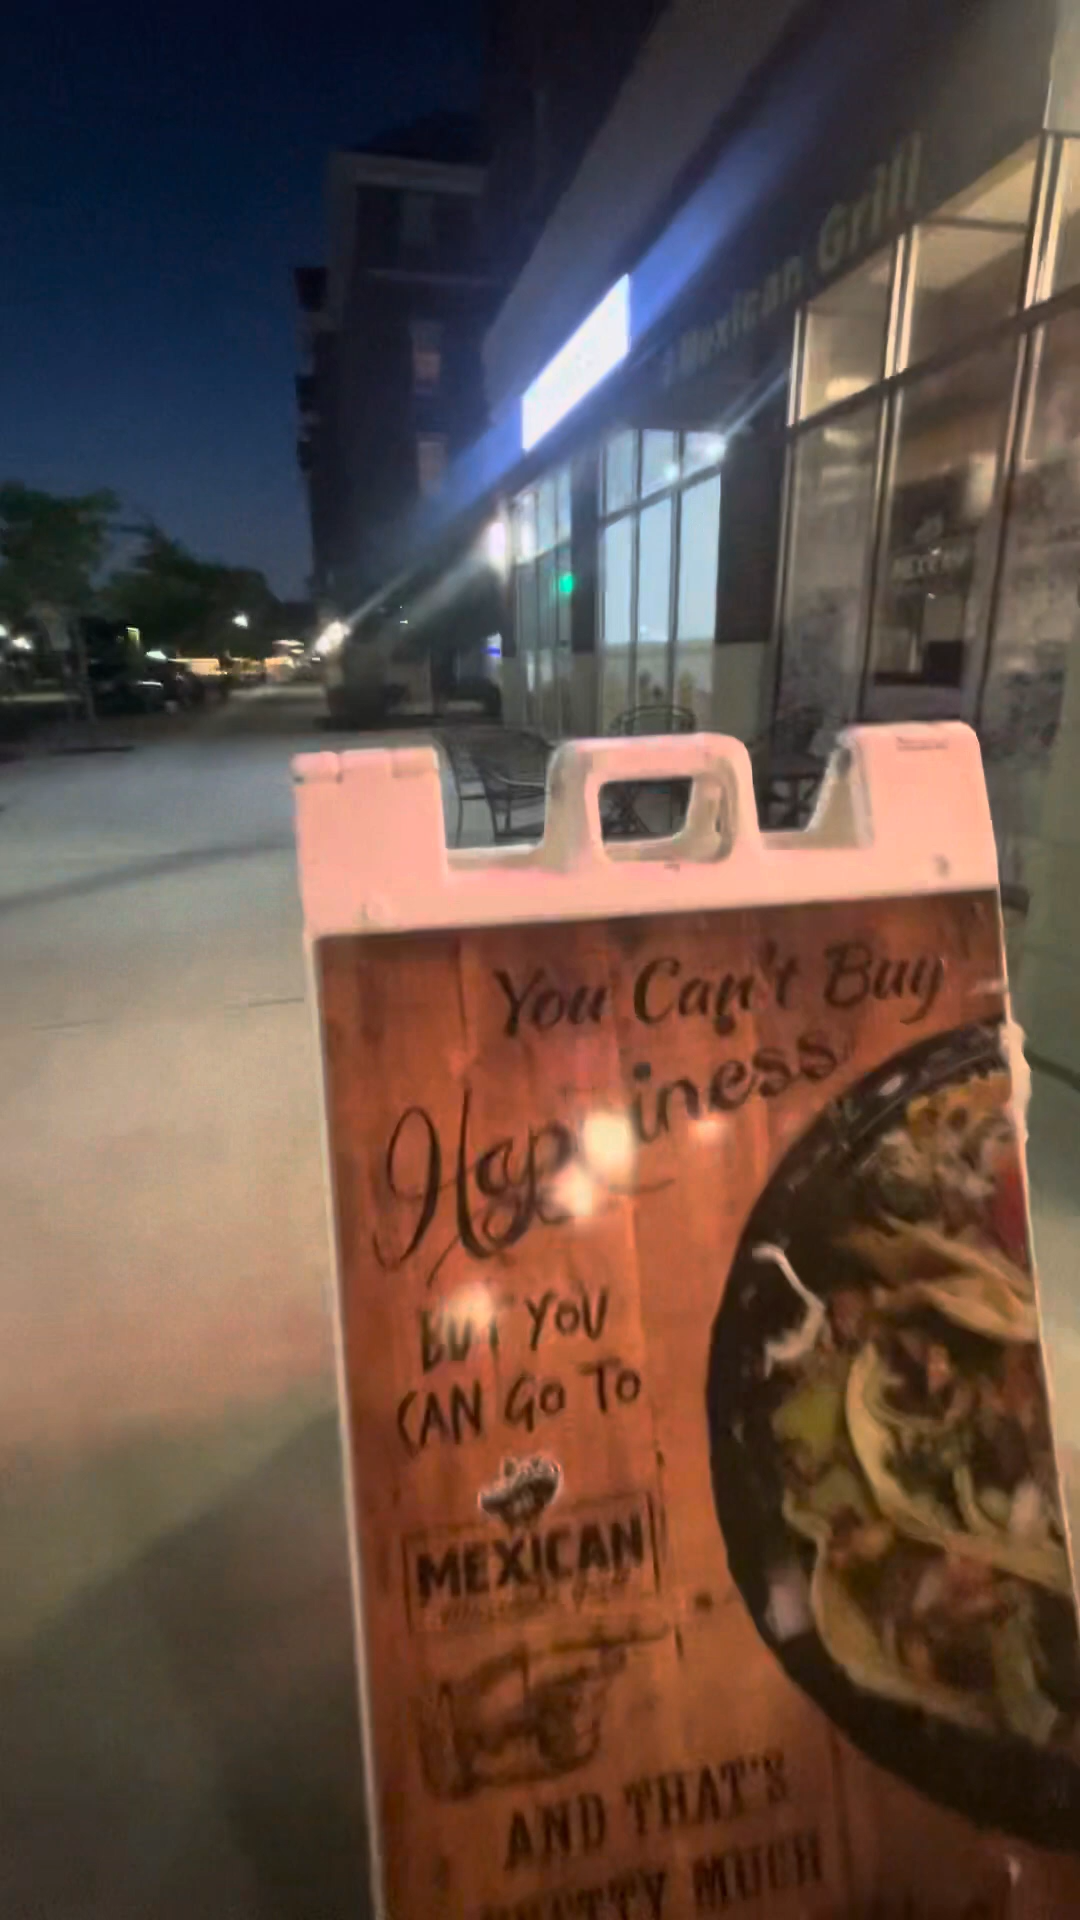 Mexican Grill
You Can't Buy
Happiness
BUT YOU
CAN GO TO
MEXICAN
AND THAT'S
PRETTY MUCH